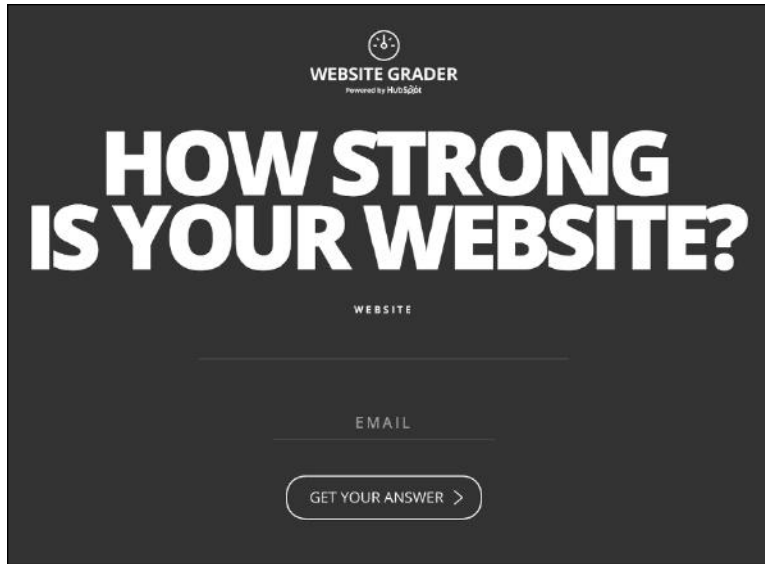 WEBSITE GRADER
Powered by HubSpot
HOW STRONG
IS YOUR WEBSITE?
WEBSITE
EMAIL
GET YOUR ANSWER >